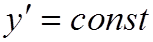 y′ = const